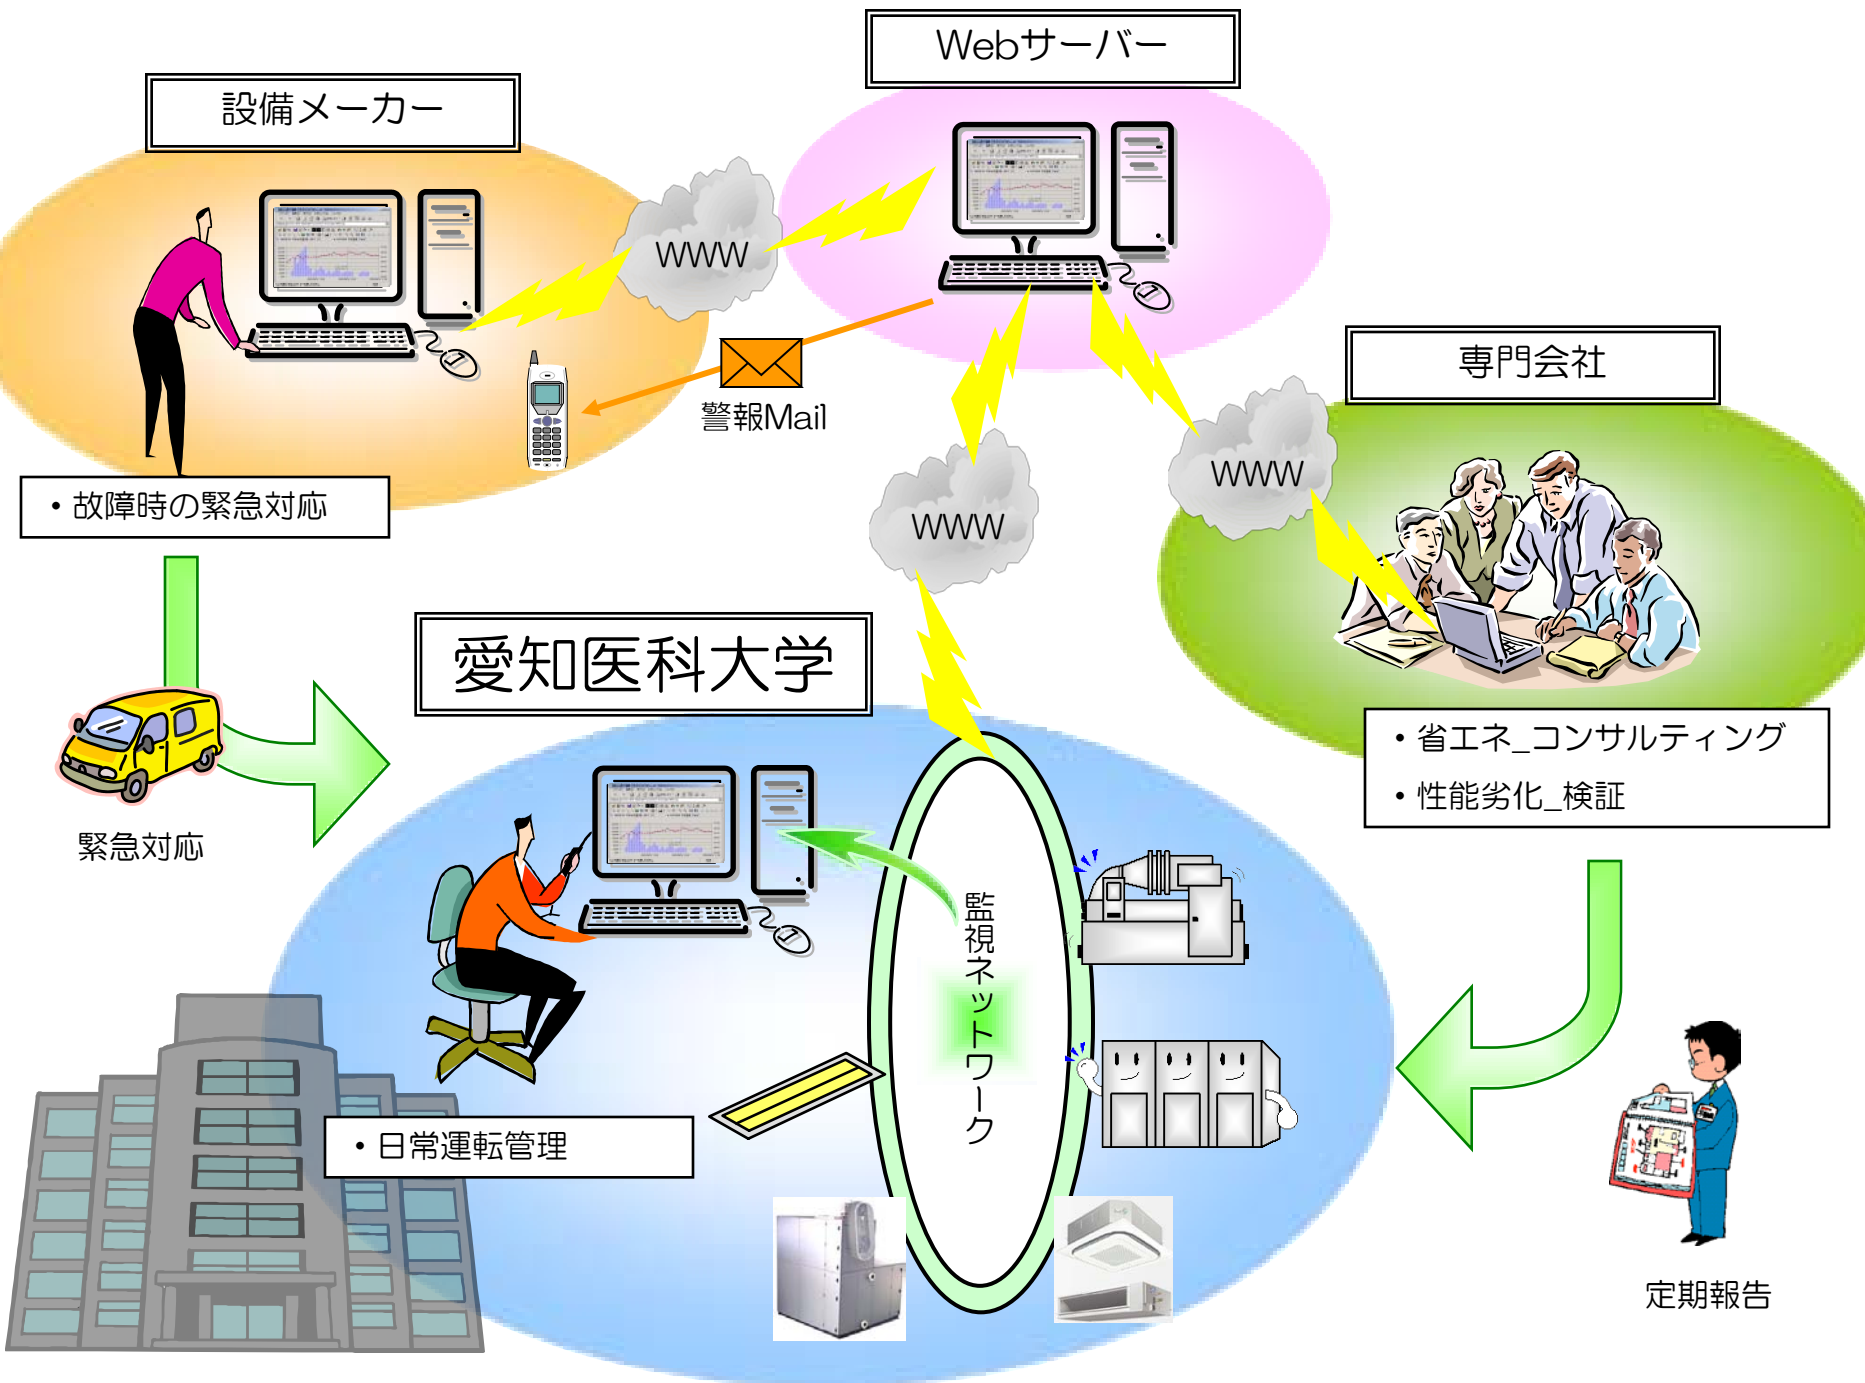 Webサーバー
設備メーカー
WWW
専門会社
警報Mail
WWW
WWW
・故障時の緊急対応
愛知医科大学
・省エネ_コンサルティング
・性能劣化_検証
緊急対応
監視ネットワーク
・日常運転管理
定期報告